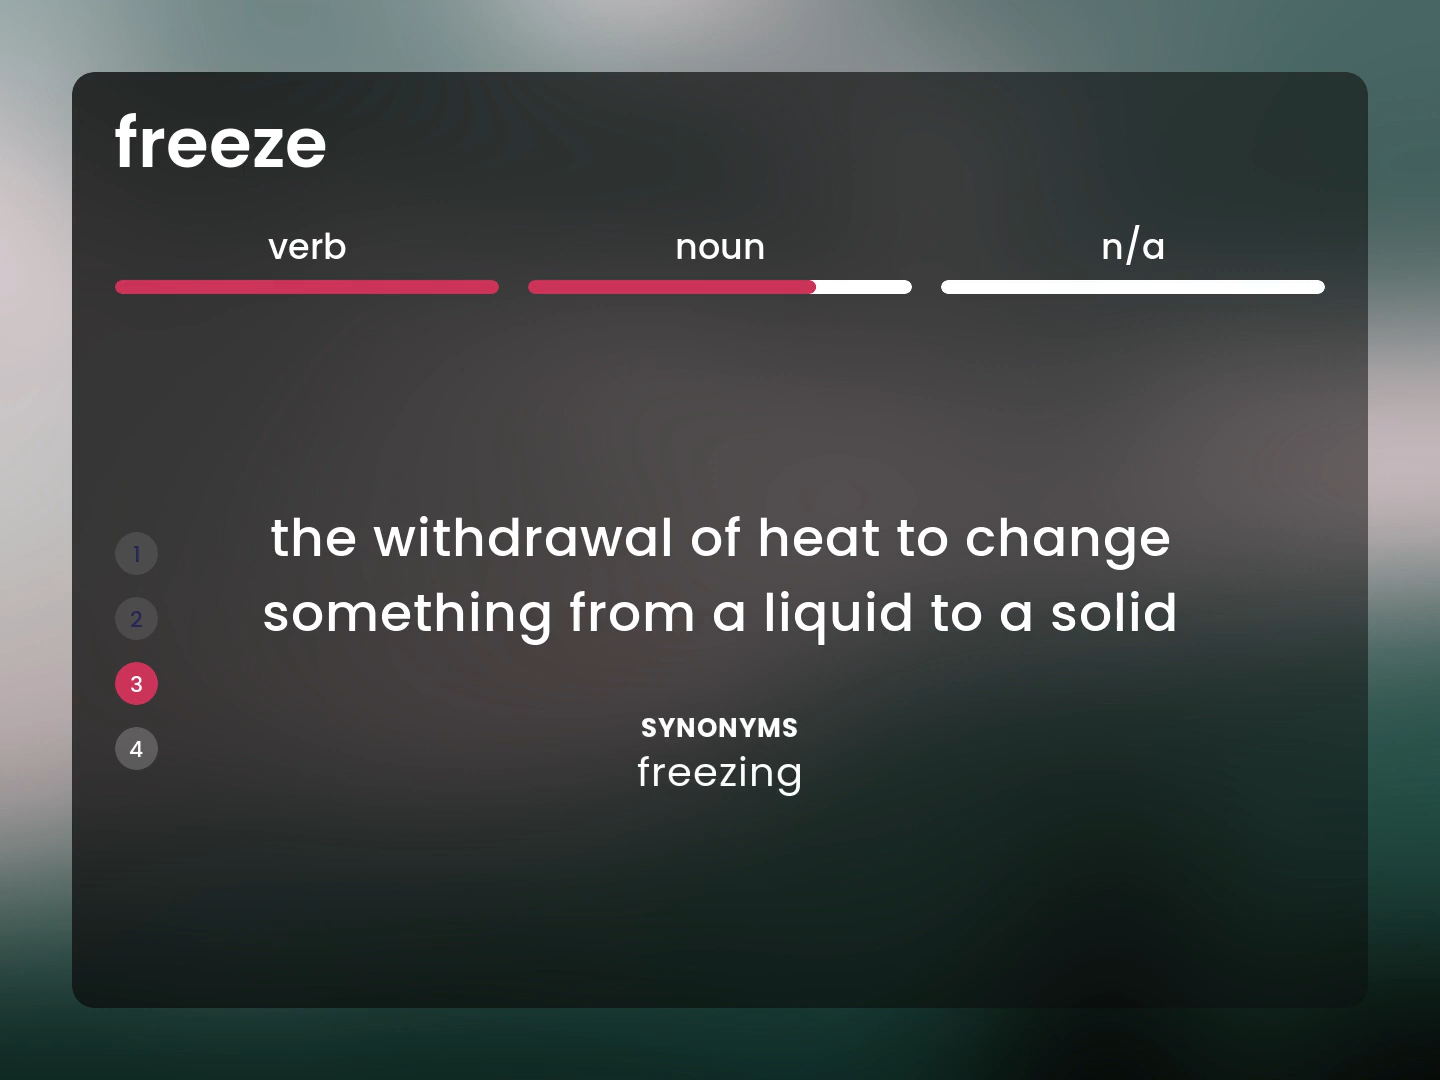 freeze
verb
noun
n/a
the withdrawal of heat to change
something from a liquid to a solid
1
2
3
4
SYNONYMS
freezing